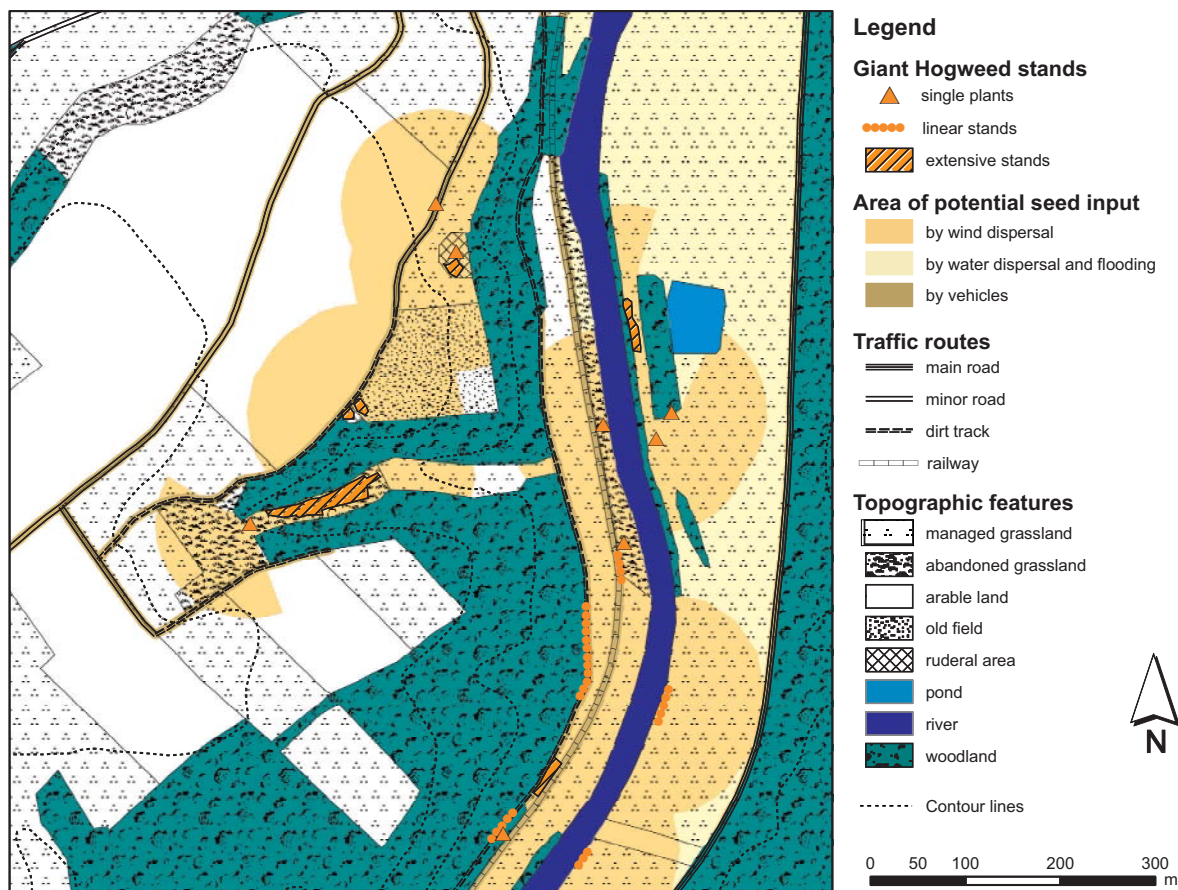 Legend
Giant Hogweed stands
single plants
linear stands
extensive stands
Area of potential seed input
by wind dispersal
by water dispersal and flooding
by vehicles
Traffic routes
main road
minor road
dirt track
railway
Topographic features
managed grassland
abandoned grassland
arable land
old field
ruderal area
pond
river
woodland
Contour lines
N
0 50 100 200 300
m